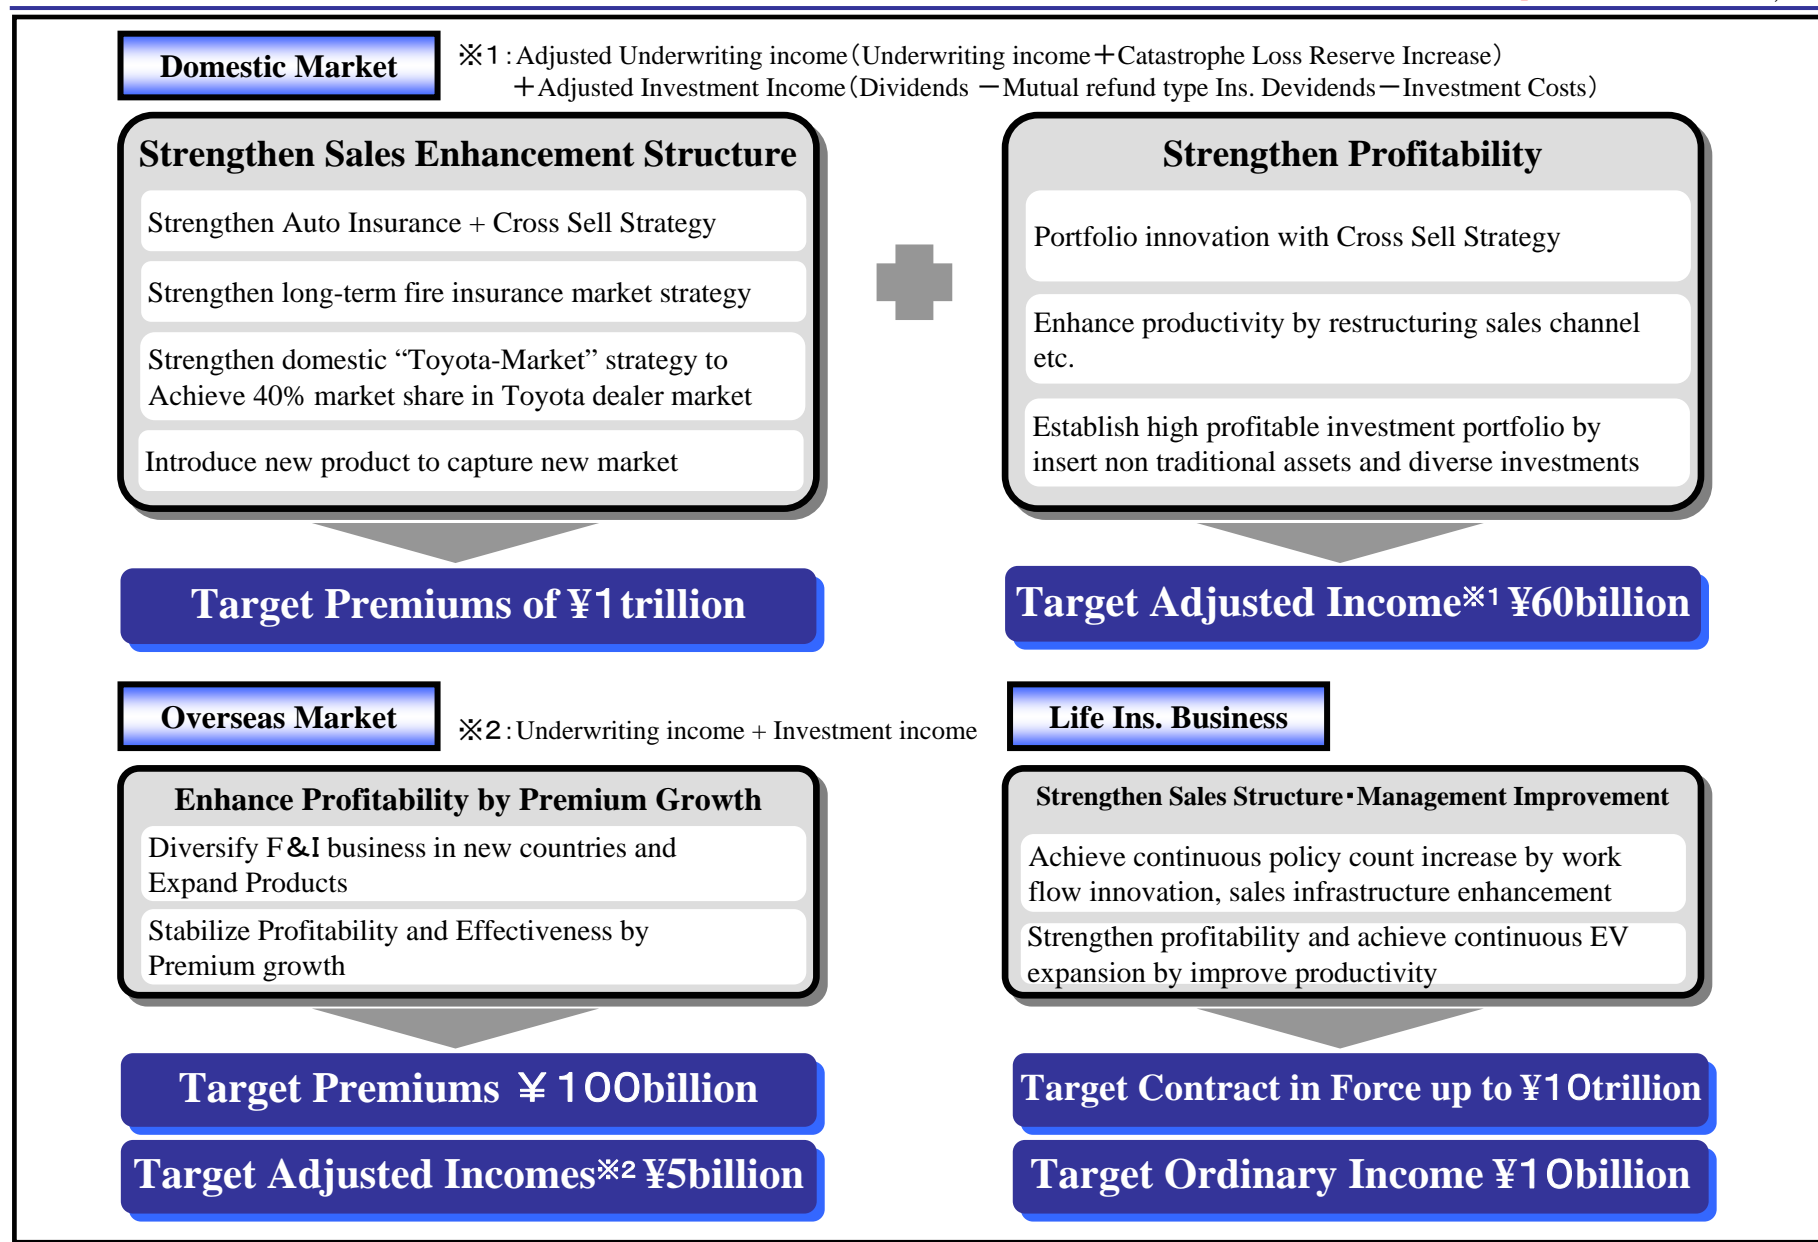 Domestic Market
※1:Adjusted Underwriting income(Underwriting income+Catastrophe Loss Reserve Increase)
+Adjusted Investment Income(Dividends -Mutual refund type Ins. Devidends-Investment Costs)
Strengthen Sales Enhancement Structure
Strengthen Auto Insurance + Cross Sell Strategy
Strengthen long-term fire insurance market strategy
Strengthen domestic “Toyota-Market” strategy to
Achieve 40% market share in Toyota dealer market
Introduce new product to capture new market
Target Premiums of ¥1trillion
Strengthen Profitability
Portfolio innovation with Cross Sell Strategy
Enhance productivity by restructuring sales channel
etc.
Establish high profitable investment portfolio by
insert non traditional assets and diverse investments
Target Adjusted Income※1 ¥60billion
Overseas Market
※2:Underwriting income + Investment income
Enhance Profitability by Premium Growth
Diversify F&I business in new countries and
Expand Products
Stabilize Profitability and Effectiveness by
Premium growth
Target Premiums ¥100billion
Target Adjusted Incomes※2 ¥5billion
Life Ins. Business
Strengthen Sales Structure・Management Improvement
Achieve continuous policy count increase by work
flow innovation, sales infrastructure enhancement
Strengthen profitability and achieve continuous EV
expansion by improve productivity
Target Contract in Force up to ¥10trillion
Target Ordinary Income ¥10billion